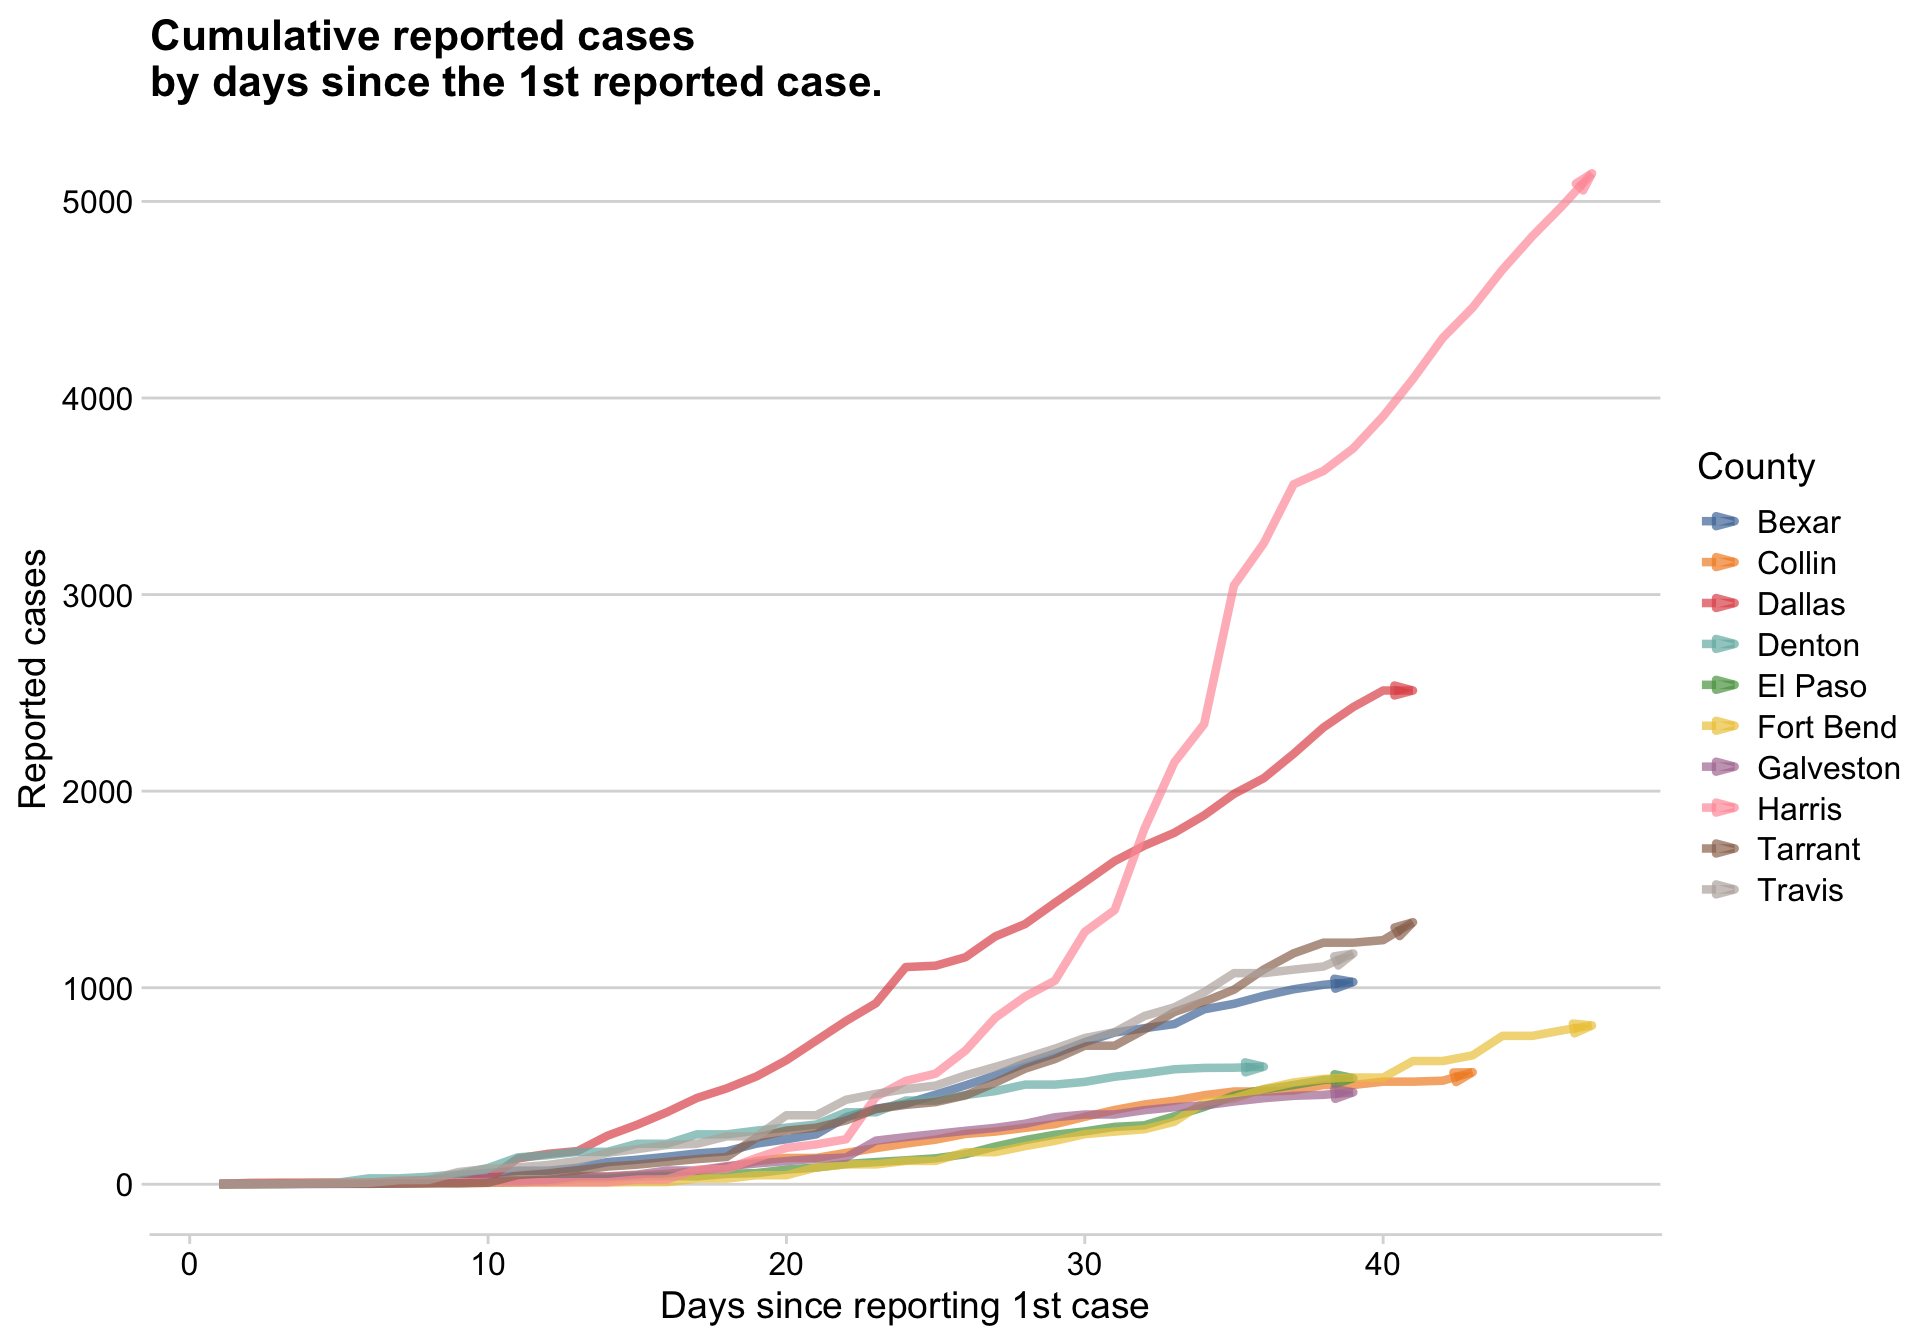 Cumulative reported cases
by days since the 1st reported case.
Reported cases
5000
4000
3000
2000
1000
0
0
10
20
30
40
Days since reporting 1st case
County
Bexar
Collin
Dallas
Denton
El Paso
Fort Bend
Galveston
Harris
Tarrant
Travis